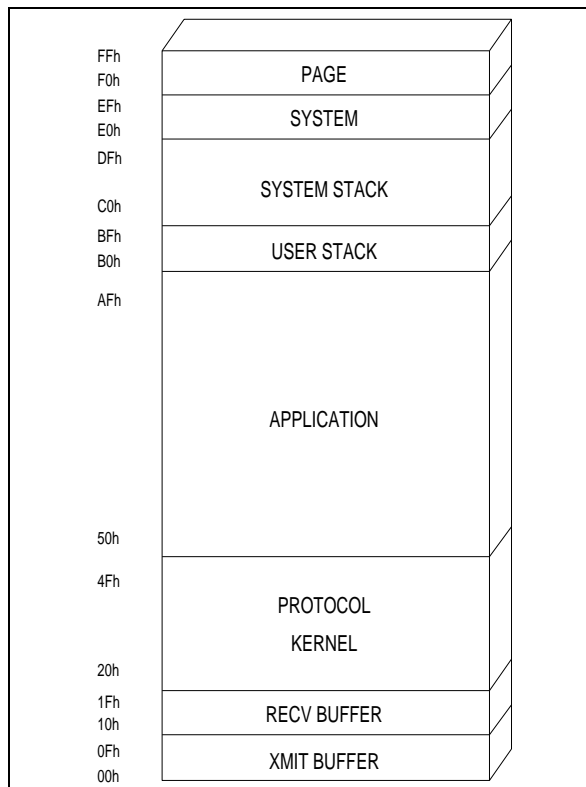 FFh
PAGE
F0h
EFh
SYSTEM
E0h
DFh
SYSTEM STACK
C0h
BFh
USER STACK
B0h
AFh
APPLICATION
50h
4Fh
PROTOCOL
KERNEL
20h
1Fh
RECV BUFFER
10h
0Fh
XMIT BUFFER
00h